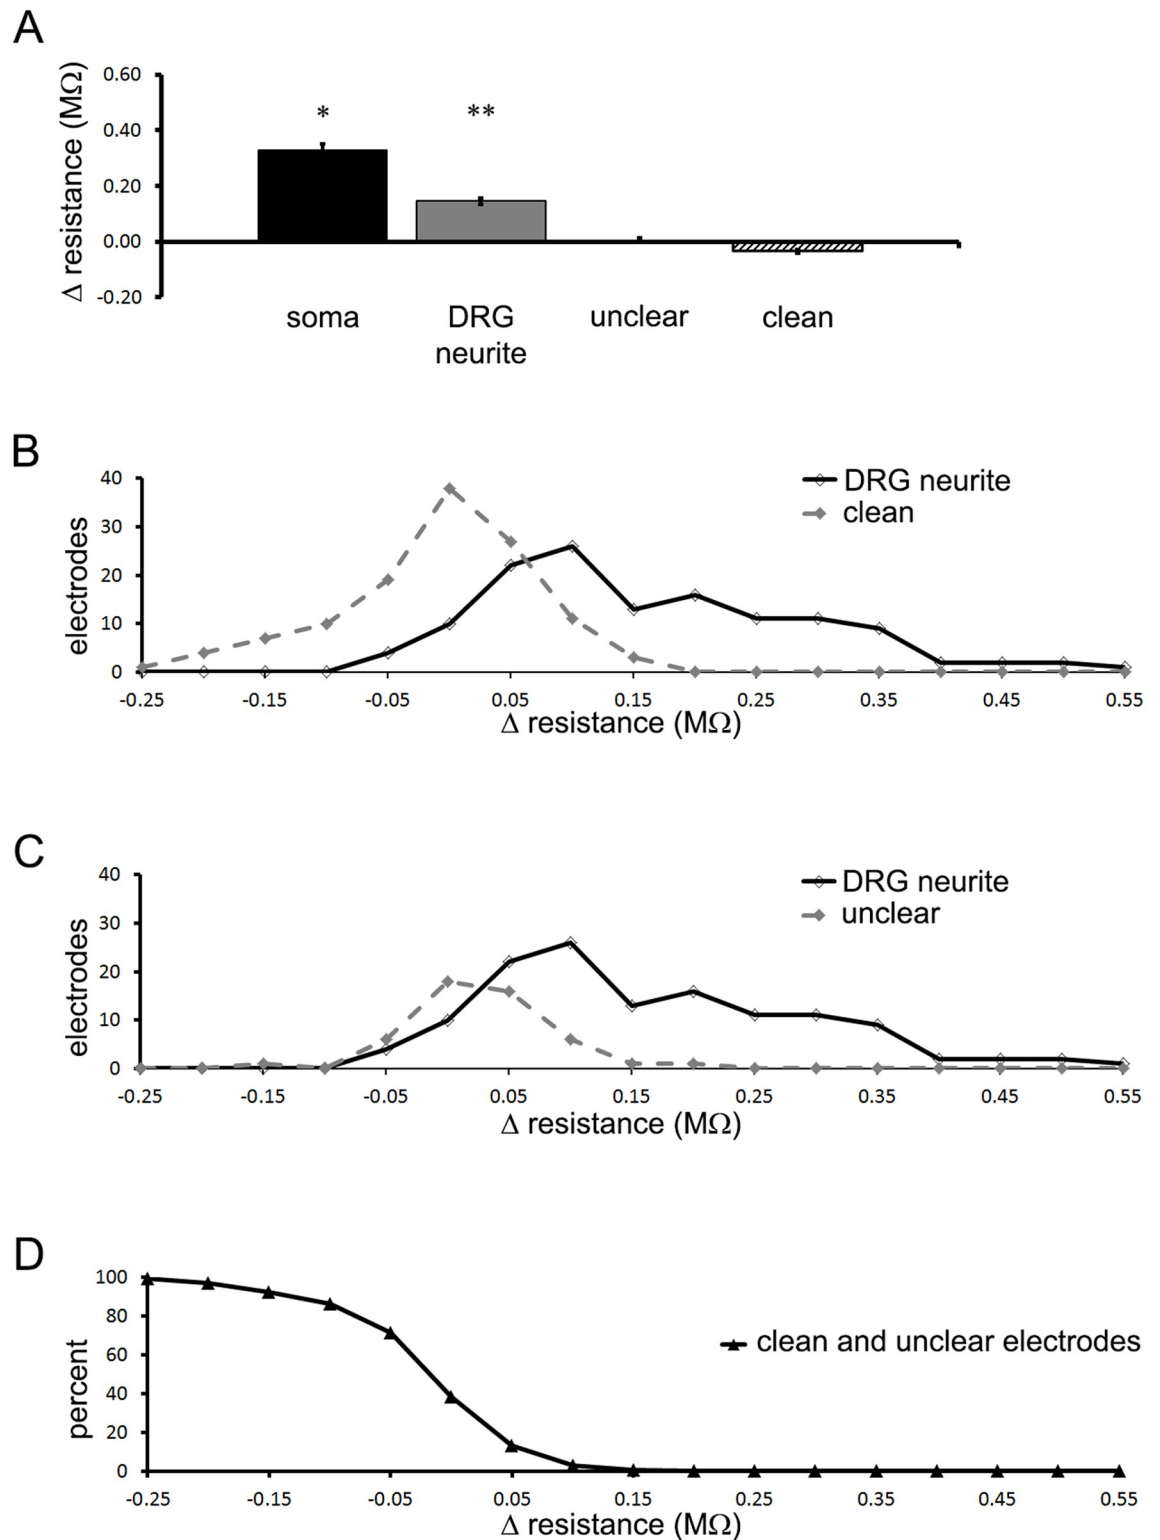 A
Δ resistance (MΩ)
0.60
0.40
0.20
0.00
-0.20
*
**
soma
DRG
neurite
unclear
clean
B
electrodes
40
30
20
10
0
DRG neurite
clean
-0.25 -0.15 -0.05 0.05 0.15 0.25 0.35 0.45 0.55
Δ resistance (MΩ)
C
electrodes
40
30
20
10
0
DRG neurite
unclear
-0.25 -0.15 -0.05 0.05 0.15 0.25 0.35 0.45 0.55
Δ resistance (MΩ)
D
percent
100
80
60
40
20
0
clean and unclear electrodes
-0.25 -0.15 -0.05 0.05 0.15 0.25 0.35 0.45 0.55
Δ resistance (MΩ)